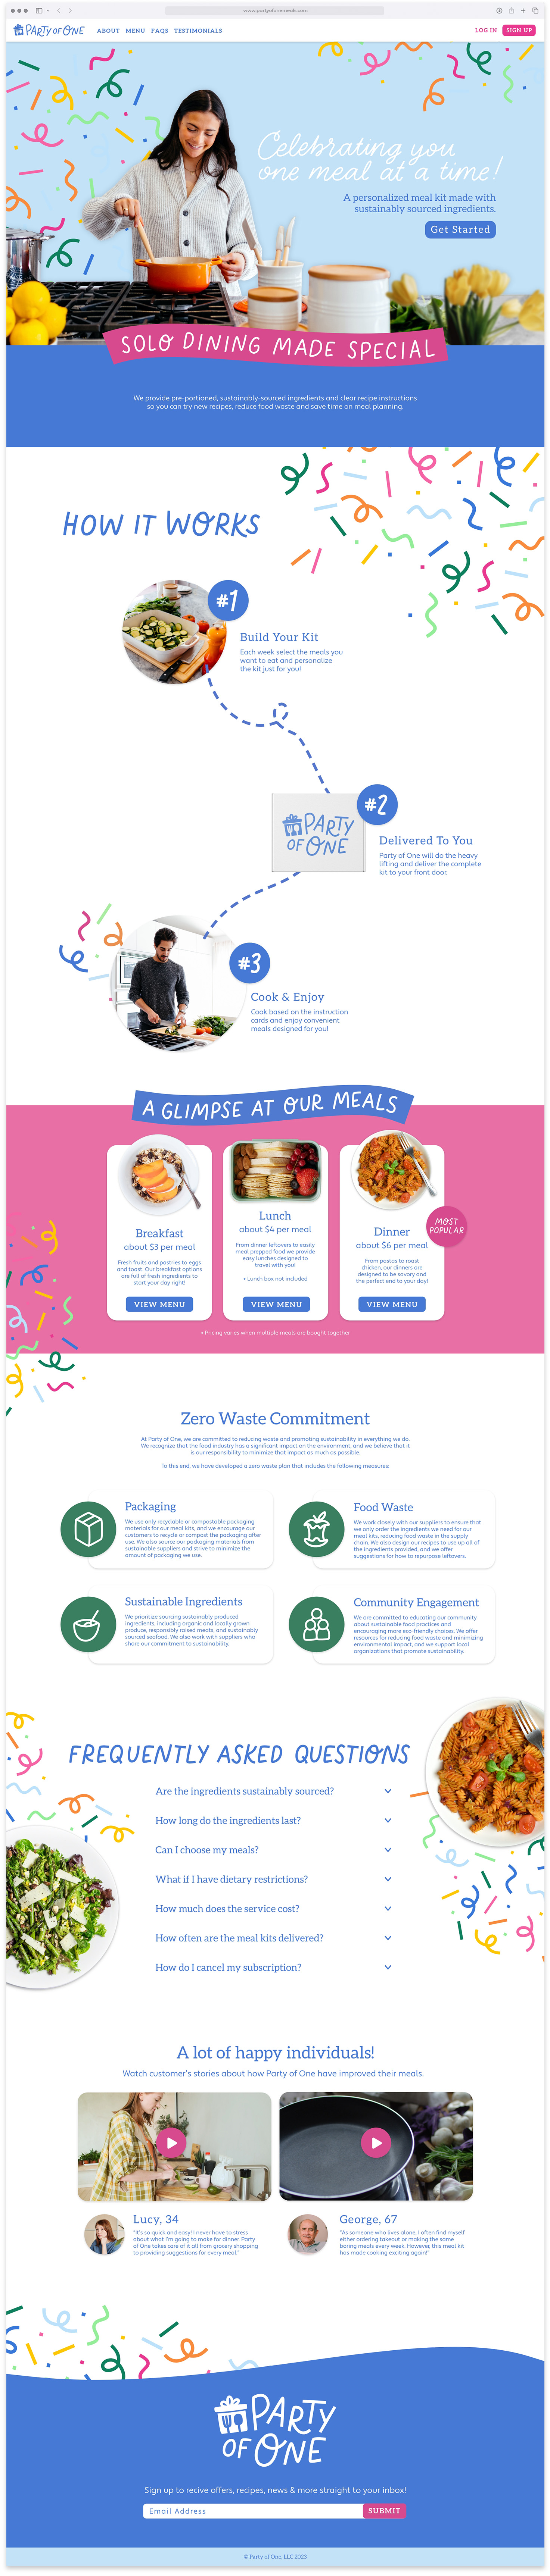 www.partyofonemeals.com
PARTY OF ONE
ABOUT MENU FAQS TESTIMONIALS
LOG IN
SIGN UP
Celebrating you
one meal at a time!
A personalized meal kit made with
sustainably sourced ingredients.
Get Started
SOLO DINING MADE SPECIAL
We provide pre-portioned, sustainably-sourced ingredients and clear recipe instructions
so you can try new recipes, reduce food waste and save time on meal planning.
HOW IT WORKS
#1
Build Your Kit
Each week select the meals you
want to eat and personalize
the kit just for you!
PARTY
OF ONE
#2
Delivered To You
Party of One will do the heavy
lifting and deliver the complete
kit to your front door.
#3
Cook & Enjoy
Cook based on the instruction
cards and enjoy convenient
meals designed for you!
A GLIMPSE AT OUR MEALS
Breakfast
about $3 per meal
Fresh fruits and pastries to eggs
and toast. Our breakfast options
are full of fresh ingredients to
start your day right!
VIEW MENU
Lunch
about $4 per meal
From dinner leftovers to easily
meal prepped food we provide
easy lunches designed to
travel with you!
* Lunch box not included
VIEW MENU
MOST
POPULAR
Dinner
about $6 per meal
From pastas to roast
chicken, our dinners are
designed to be savory and
the perfect end to your day!
VIEW MENU
* Pricing varies when multiple meals are bought together
Zero Waste Commitment
At Party of One, we are committed to reducing waste and promoting sustainability in everything we do.
We recognize that the food industry has a significant impact on the environment, and we believe that it
is our responsibility to minimize that impact as much as possible.
To this end, we have developed a zero waste plan that includes the following measures:
Packaging
We use only recyclable or compostable packaging
materials for our meal kits, and we encourage our
customers to recycle or compost the packaging after
use. We also source our packaging materials from
sustainable suppliers and strive to minimize the
amount of packaging we use.
Food Waste
We work closely with our suppliers to ensure that
we only order the ingredients we need for our
meal kits, reducing food waste in the supply
chain. We also design our recipes to use up all of
the ingredients provided, and we offer
suggestions for how to repurpose leftovers.
Sustainable Ingredients
We prioritize sourcing sustainably produced
ingredients, including organic and locally grown
produce, responsibly raised meats, and sustainably
sourced seafood. We also work with suppliers who
share our commitment to sustainability.
Community Engagement
We are committed to educating our community
about sustainable food practices and
encouraging more eco-friendly choices. We offer
resources for reducing food waste and minimizing
environmental impact, and we support local
organizations that promote sustainability.
FREQUENTLY ASKED QUESTIONS
Are the ingredients sustainably sourced?
How long do the ingredients last?
Can I choose my meals?
What if I have dietary restrictions?
How much does the service cost?
How often are the meal kits delivered?
How do I cancel my subscription?
A lot of happy individuals!
Watch customer's stories about how Party of One have improved their meals.
Lucy, 34
"It's so quick and easy! I never have to stress
about what I'm going to make for dinner. Party
of One takes care of it all from grocery shopping
to providing suggestions for every meal."
George, 67
"As someone who lives alone, I often find myself
either ordering takeout or making the same
boring meals every week. However, this meal kit
has made cooking exciting again!"
PARTY
OF ONE
Sign up to recive offers, recipes, news & more straight to your inbox!
Email Address
SUBMIT
© Party of One, LLC 2023